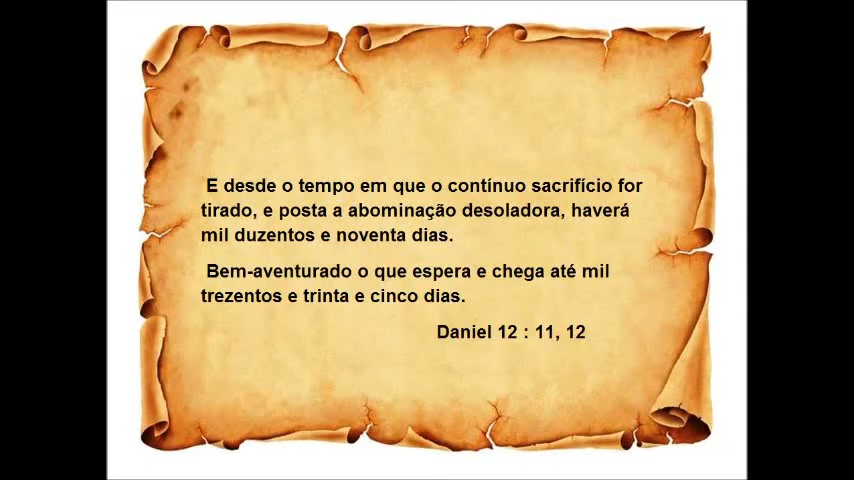 E desde o tempo em que o contínuo sacrifício for
tirado, e posta a abominação desoladora, haverá
mil duzentos e noventa dias.
Bem-aventurado o que espera e chega até mil
trezentos e trinta e cinco dias.
Daniel 12 : 11, 12